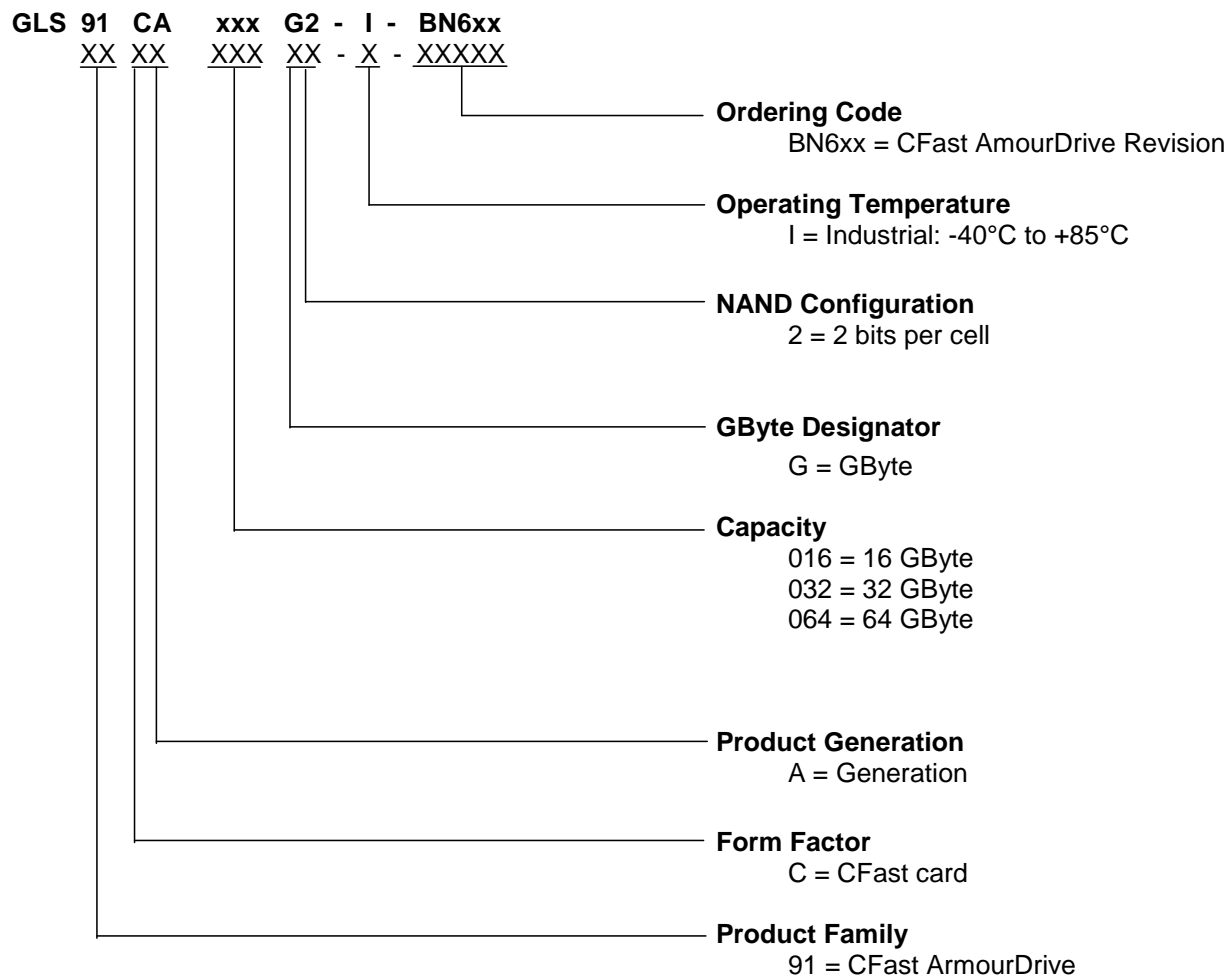 GLS 91 CA xxx G2 - I - BN6xx
XX XX XXX XX - X - XXXXX
Ordering Code
BN6xx = CFast AmourDrive Revision
Operating Temperature
I = Industrial: -40°C to +85°C
NAND Configuration
2 = 2 bits per cell
GByte Designator
G = GByte
Capacity
016 = 16 GByte
032 = 32 GByte
064 = 64 GByte
Product Generation
A = Generation
Form Factor
C = CFast card
Product Family
91 = CFast ArmourDrive